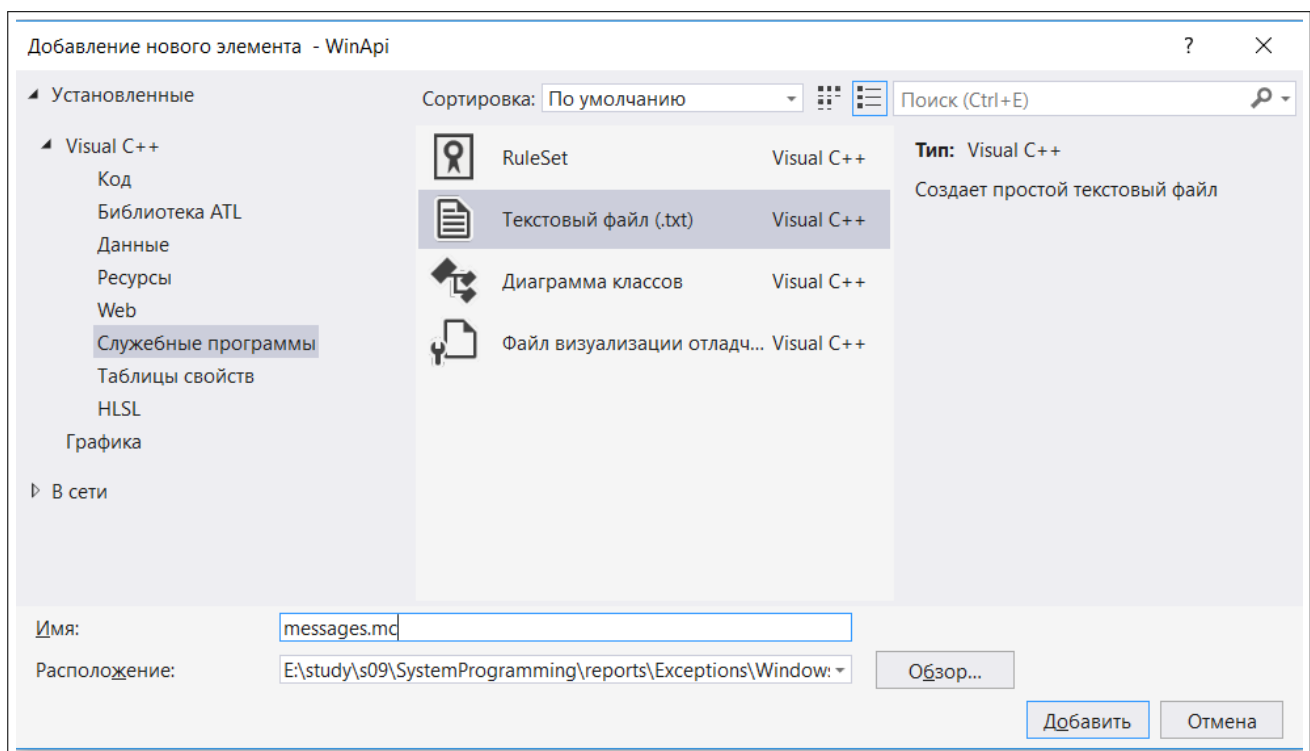 Добавление нового элемента - WinApi ?
Установленные
Visual C++
Код
Библиотека ATL
Данные
Ресурсы
Web
Служебные программы
Таблицы свойств
HLSL
Графика
В сети
Сортировка: По умолчанию
Поиск (Ctrl+E)
RuleSet Visual C++
Текстовый файл (.txt) Visual C++
Диаграмма классов Visual C++
Файл визуализации отладч... Visual C++
Тип: Visual C++
Создает простой текстовый файл
Имя: messages.mc
Расположение: E:\study\s09\SystemProgramming\reports\Exceptions\Window: Обзор...
Добавить Отмена